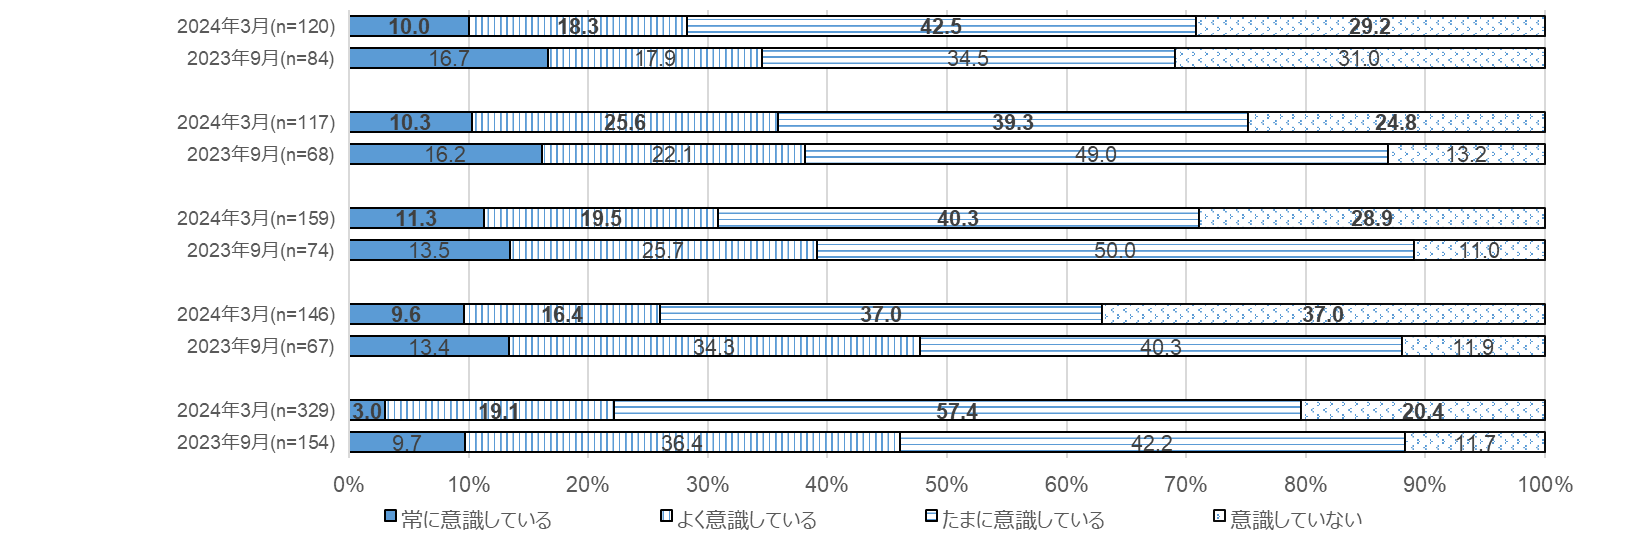 2024年3月(n=120) 10.0 18.3 42.5 29.2
2023年9月(n=84) 16.7 17.9 34.5 31.0
2024年3月(n=117) 10.3 25.6 39.3 24.8
2023年9月(n=68) 16.2 22.1 49.0 13.2
2024年3月(n=159) 11.3 19.5 40.3 28.9
2023年9月(n=74) 13.5 25.7 50.0 11.0
2024年3月(n=146) 9.6 16.4 37.0 37.0
2023年9月(n=67) 13.4 34.3 40.3 11.9
2024年3月(n=329) 3.0 19.1 57.4 20.4
2023年9月(n=154) 9.7 36.4 42.2 11.7
0% 10% 20% 30% 40% 50% 60% 70% 80% 90% 100%
常に意識している よく意識している たまに意識している 意識していない